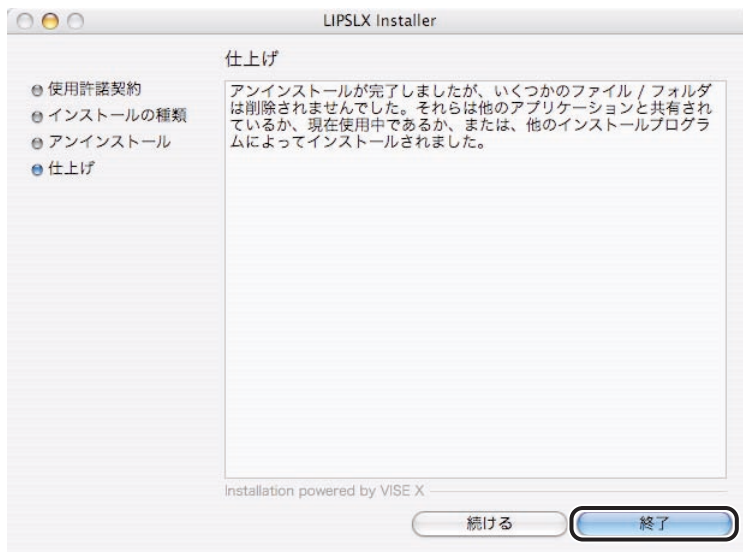 LIPSLX Installer
仕上げ
使用許諾契約
インストールの種類
アンインストール
仕上げ
アンインストールが完了しましたが、いくつかのファイル / フォルダ
は削除されませんでした。それらは他のアプリケーションと共有され
ているか、現在使用中であるか、または、他のインストールプログラ
ムによってインストールされました。
Installation powered by VISE X
続ける
終了